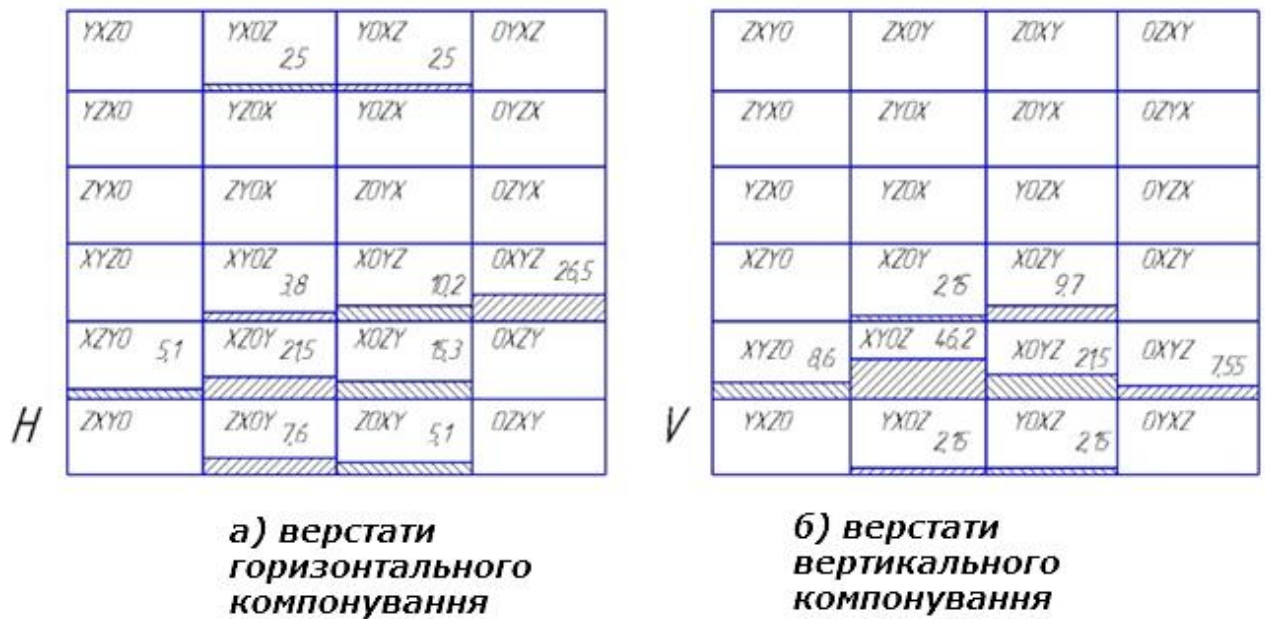 YXZO YXOZ YOXZ OYXZ ZXYO ZXOY ZOXY OZXY
2,5 2,5
YZXO YZOX YOZX OYZX ZYXO ZYOX ZOYX OZYX
ZYXO ZYOX ZOYX OZYX YZXO YZOX YOZX OYZX
XYZO XYOZ XOYZ OXYZ 26,5 XZYO XZOY XOZY OXZY
3,8 10,2 2,15 9,7
XZYO 5,1 XZOY 21,5 XOZY 15,3 OXZY XYZO 8,6 XYOZ 46,2 XOYZ 21,5 OXYZ 7,55
H ZXYO ZXOY 7,6 ZOXY 5,1 OZXY V YXZO YXOZ YOXZ OYXZ
2,15 2,15
а) верстати
горизонтального
компонування
б) верстати
вертикального
компонування